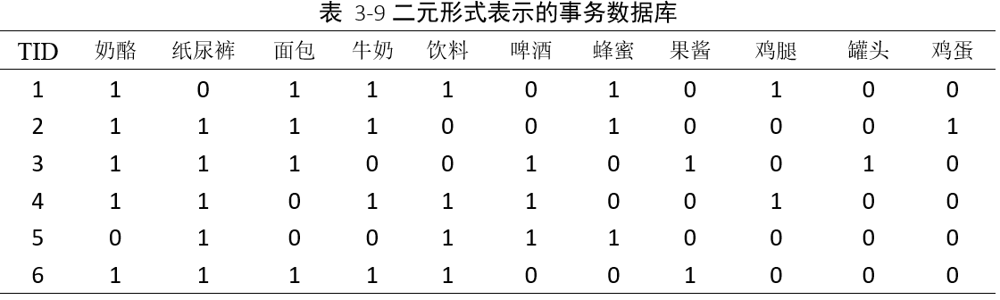 表 3-9 二元形式表示的事务数据库
TID 奶酪 纸尿裤 面包 牛奶 饮料 啤酒 蜂蜜 果酱 鸡腿 罐头 鸡蛋
1 1 0 1 1 1 0 1 0 1 0 0
2 1 1 1 1 0 0 1 0 0 0 1
3 1 1 1 0 0 1 0 1 0 1 0
4 1 1 0 1 1 1 0 0 1 0 0
5 0 1 0 0 1 1 1 0 0 0 0
6 1 1 1 1 1 0 0 1 0 0 0